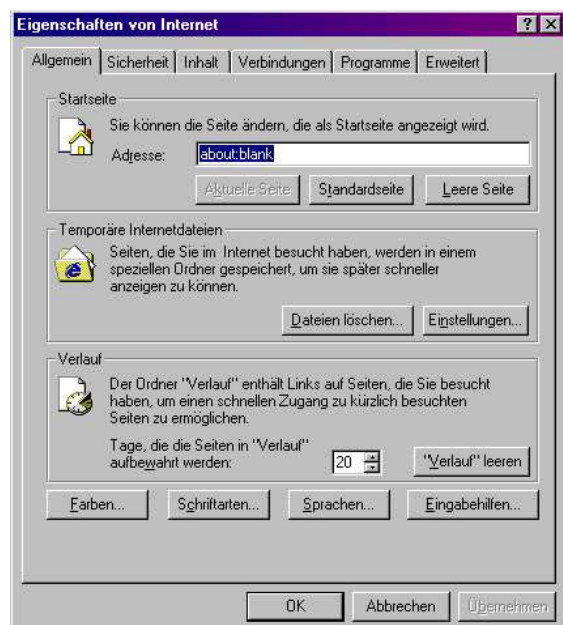 Eigenschaften von Internet
Allgemein Sicherheit Inhalt Verbindungen Programme Erweitert
Startseite
Sie können die Seite ändern, die als Startseite angezeigt wird.
Adresse: about:blank
Aktuelle Seite Standardseite Leere Seite
Temporäre Internetdateien
Seiten, die Sie im Internet besucht haben, werden in einem
speziellen Ordner gespeichert, um sie später schneller
anzeigen zu können.
Dateien löschen... Einstellungen...
Verlauf
Der Ordner "Verlauf" enthält Links auf Seiten, die Sie besucht
haben, um einen schnellen Zugang zu kürzlich besuchten
Seiten zu ermöglichen.
Tage, die die Seiten in "Verlauf"
aufbewahrt werden: 20 "Verlauf" leeren
Farben... Schriftarten... Sprachen... Eingabehilfen...
OK Abbrechen Übernehmen